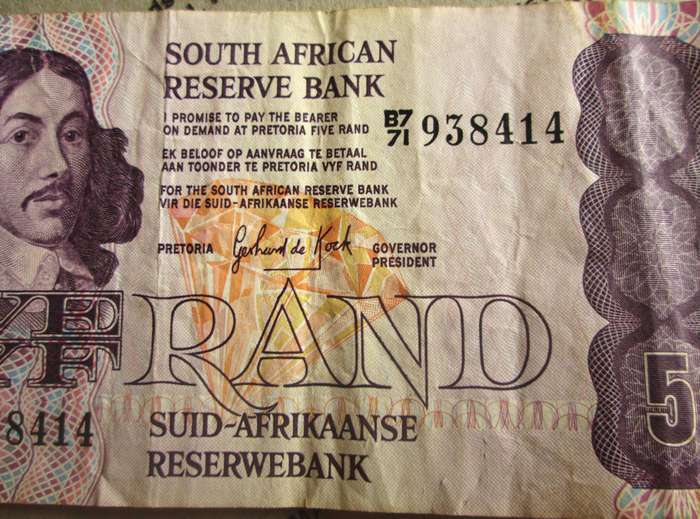 SOUTH AFRICAN
RESERVE BANK
I PROMISE TO PAY THE BEARER
ON DEMAND AT PRETORIA FIVE RAND
B7
71 938414
EK BELOOF OP AANVRAAG TE BETAAL
AAN TOONDER TE PRETORIA VYF RAND
FOR THE SOUTH AFRICAN RESERVE BANK
VIR DIE SUID-AFRIKAANSE RESERWEBANK
PRETORIA Gerhard de Kock GOVERNOR
PRESIDENT
RAND
5
8414
SUID-AFRIKAANSE
RESERWEBANK